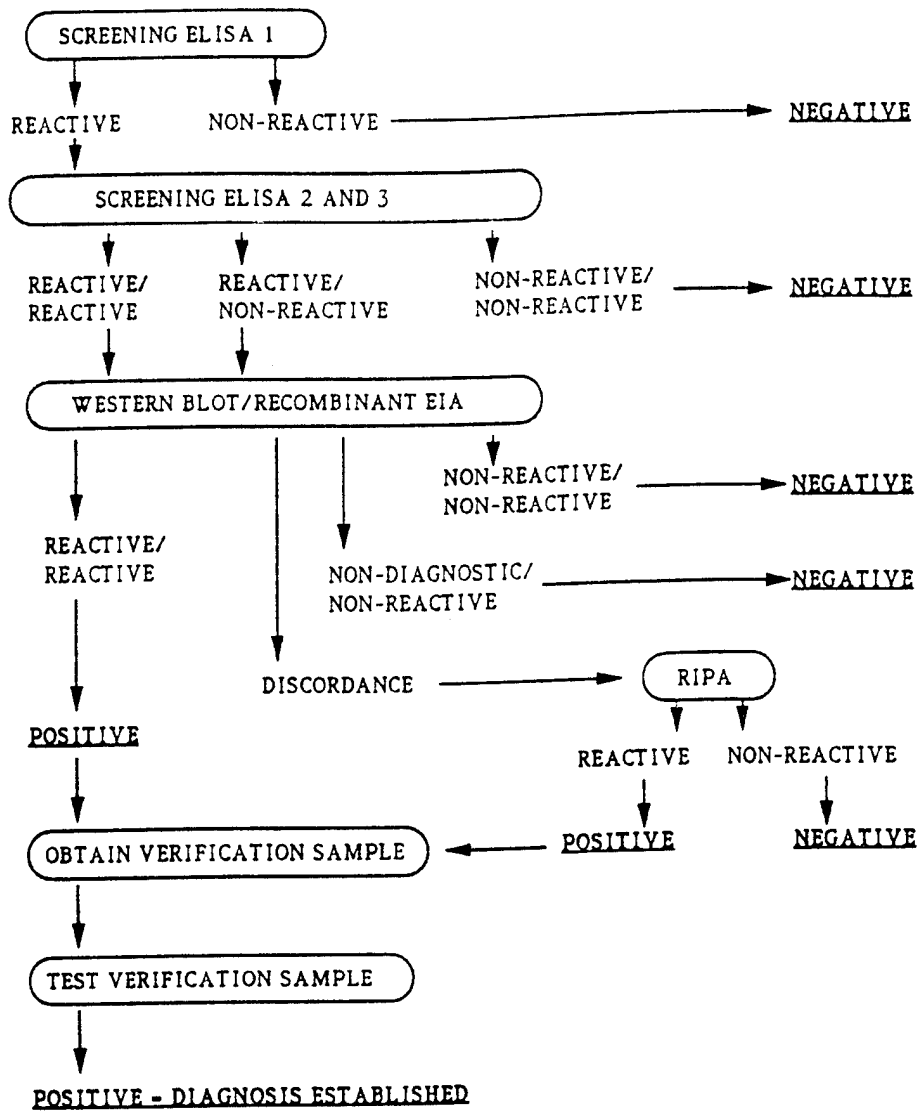 SCREENING ELISA 1
REACTIVE
NON-REACTIVE
NEGATIVE
SCREENING ELISA 2 AND 3
REACTIVE/
REACTIVE
REACTIVE/
NON-REACTIVE
NON-REACTIVE/
NON-REACTIVE
NEGATIVE
WESTERN BLOT/RECOMBINANT EIA
NON-REACTIVE/
NON-REACTIVE
NEGATIVE
REACTIVE/
REACTIVE
NON-DIAGNOSTIC/
NON-REACTIVE
NEGATIVE
DISCORDANCE
RIPA
POSITIVE
REACTIVE
NON-REACTIVE
OBTAIN VERIFICATION SAMPLE
POSITIVE
NEGATIVE
TEST VERIFICATION SAMPLE
POSITIVE - DIAGNOSIS ESTABLISHED